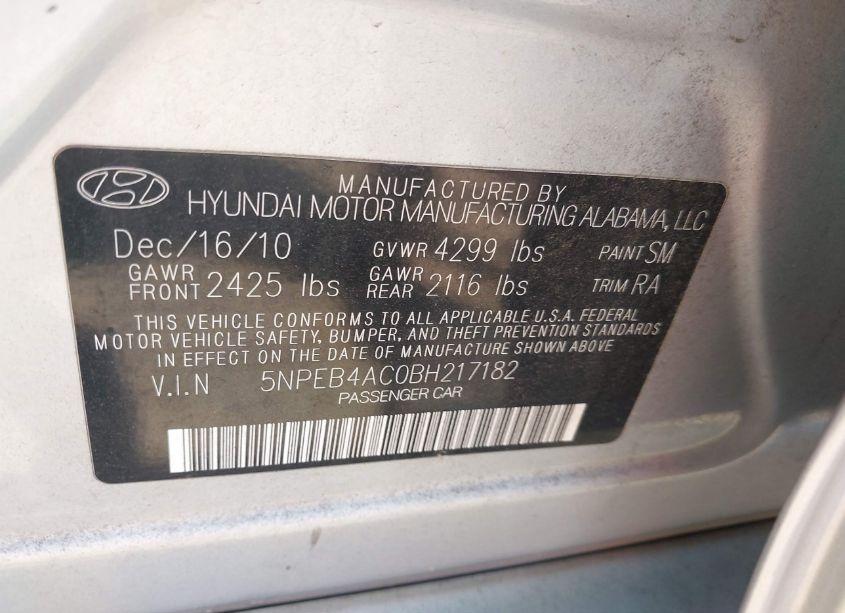 MANUFACTURED BY
HYUNDAI MOTOR MANUFACTURING ALABAMA, LLC
Dec/16/10 GVWR 4299 lbs PAINT SM
GAWR FRONT 2425 lbs GAWR REAR 2116 lbs TRIM RA
THIS VEHICLE CONFORMS TO ALL APPLICABLE U.S.A. FEDERAL
MOTOR VEHICLE SAFETY, BUMPER, AND THEFT PREVENTION STANDARDS
IN EFFECT ON THE DATE OF MANUFACTURE SHOWN ABOVE
V.I.N 5NPEB4AC0BH217182
PASSENGER CAR